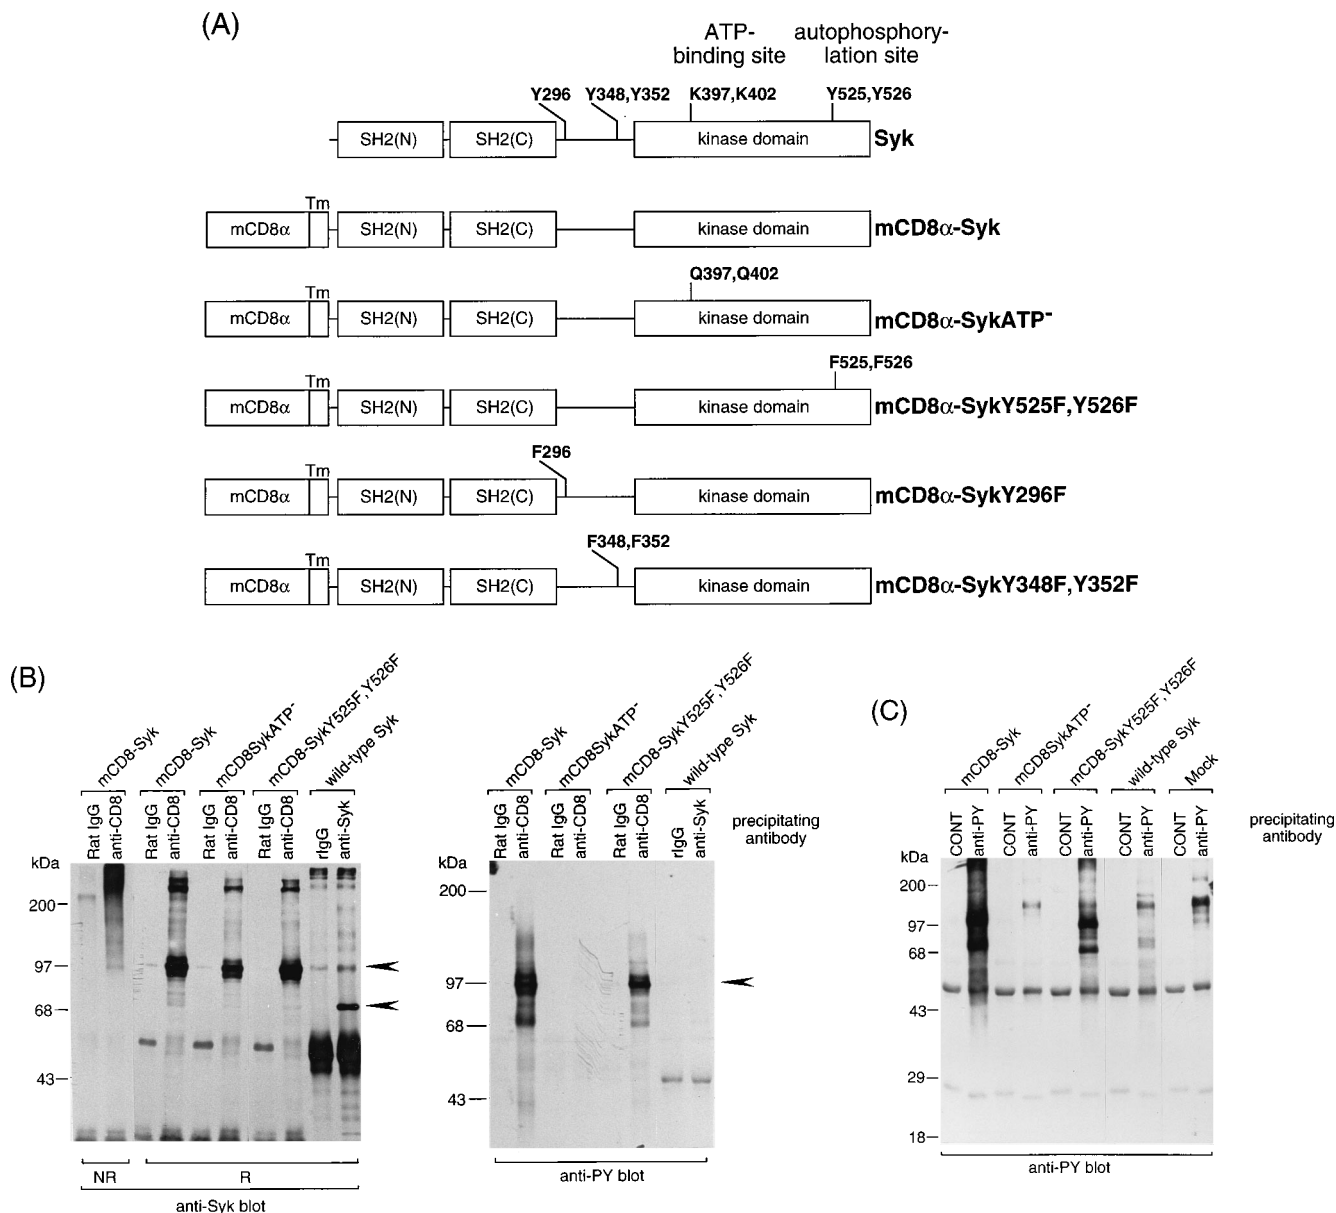 (A)
ATP-
binding site
autophosphory-
lation site
Y296
Y348,Y352
K397,K402
Y525,Y526
SH2(N)
SH2(C)
kinase domain
Syk
Tm
mCD8α
SH2(N)
SH2(C)
kinase domain
mCD8α-Syk
Q397,Q402
Tm
mCD8α
SH2(N)
SH2(C)
kinase domain
mCD8α-SykATP-
F525,F526
Tm
mCD8α
SH2(N)
SH2(C)
kinase domain
mCD8α-SykY525F,Y526F
F296
Tm
mCD8α
SH2(N)
SH2(C)
kinase domain
mCD8α-SykY296F
F348,F352
Tm
mCD8α
SH2(N)
SH2(C)
kinase domain
mCD8α-SykY348F,Y352F
(B)
mCD8-Syk
mCD8-Syk
mCD8SykATP-
mCD8-SykY525F,Y526F
wild-type Syk
Rat IgG
anti-CD8
Rat IgG
anti-CD8
Rat IgG
anti-CD8
Rat IgG
anti-CD8
rIgG
anti-Syk
kDa
200
97
68
43
NR
R
anti-Syk blot
mCD8-Syk
mCD8SykATP-
mCD8-SykY525F,Y526F
wild-type Syk
Rat IgG
anti-CD8
Rat IgG
anti-CD8
Rat IgG
anti-CD8
rIgG
anti-Syk
precipitating
antibody
kDa
200
97
68
43
anti-PY blot
(C)
mCD8-Syk
mCD8SykATP-
mCD8-SykY525F,Y526F
wild-type Syk
Mock
CONT
anti-PY
CONT
anti-PY
CONT
anti-PY
CONT
anti-PY
CONT
anti-PY
precipitating
antibody
kDa
200
97
68
43
29
18
anti-PY blot